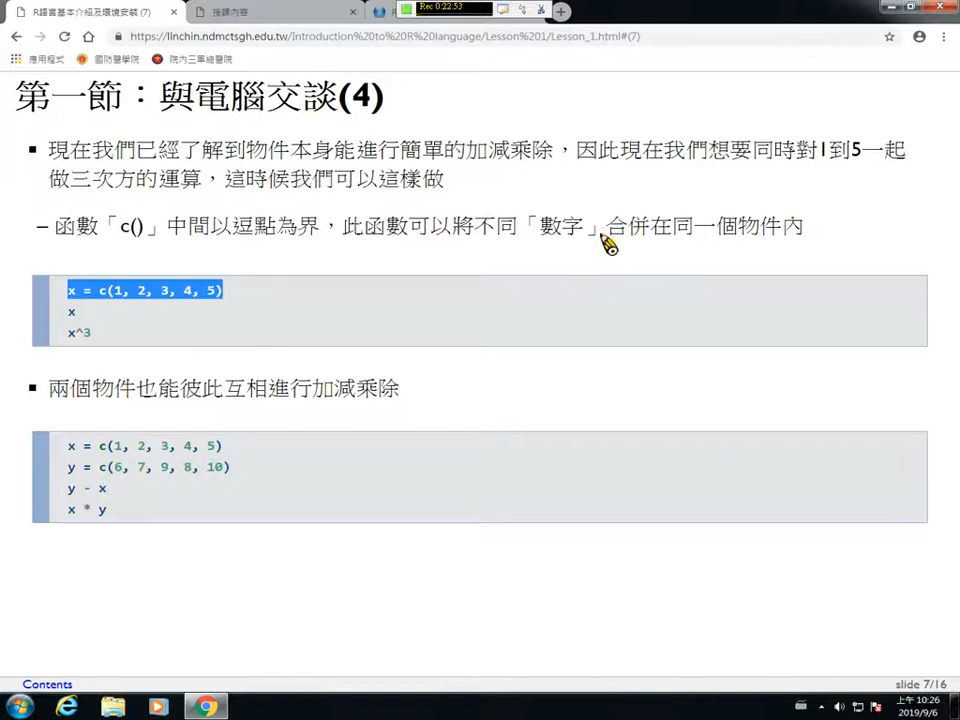 R語言基本介紹及環境安裝 (7)
授課內容
Rec 0:22:53
https://linchin.ndmctsgh.edu.tw/Introduction%20to%20R%20language/Lesson%201/Lesson_1.html#(7)
應用程式
國防醫學院
院內三軍總醫院
第一節：與電腦交談(4)
現在我們已經了解到物件本身能進行簡單的加減乘除，因此現在我們想要同時對1到5一起
做三次方的運算，這時候我們可以這樣做
– 函數「c()」中間以逗點為界，此函數可以將不同「數字」合併在同一個物件內
x = c(1, 2, 3, 4, 5)
x
x^3
兩個物件也能彼此互相進行加減乘除
x = c(1, 2, 3, 4, 5)
y = c(6, 7, 9, 8, 10)
y - x
x * y
Contents
slide 7/16
上午 10:26
2019/9/6